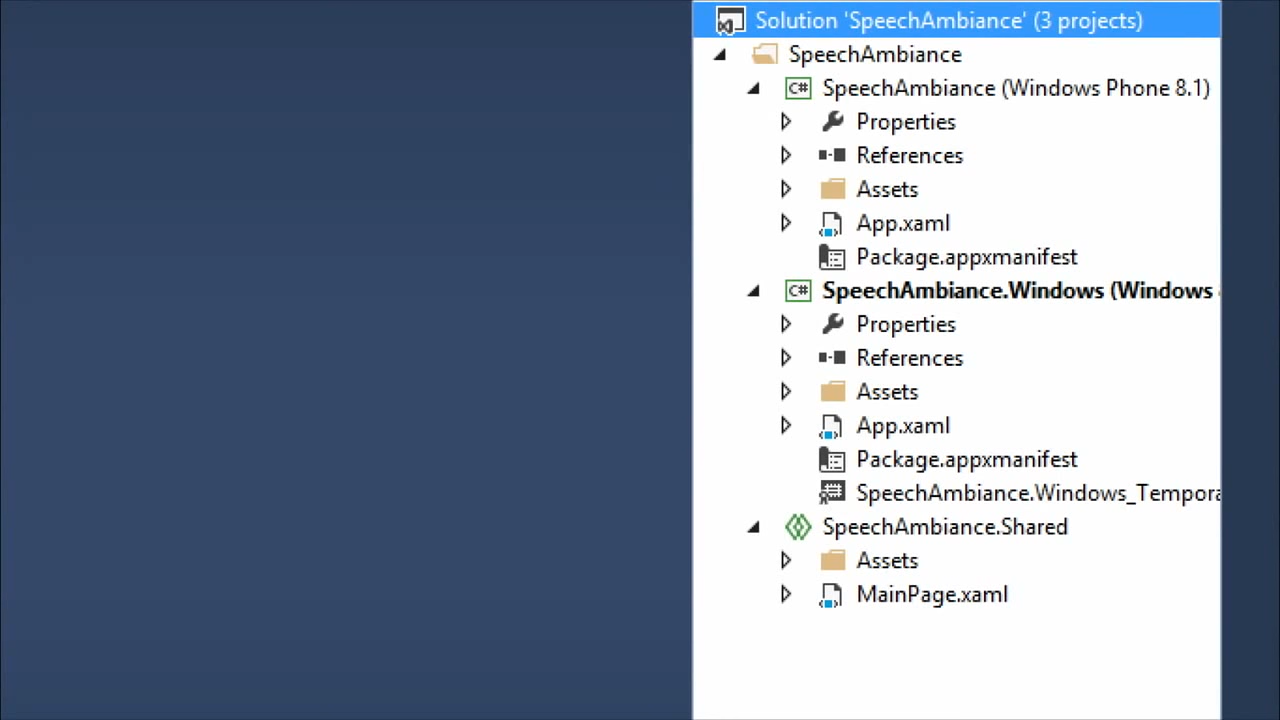 Solution 'SpeechAmbiance' (3 projects)
SpeechAmbiance
C# SpeechAmbiance (Windows Phone 8.1)
Properties
References
Assets
App.xaml
Package.appxmanifest
C# SpeechAmbiance.Windows (Windows
Properties
References
Assets
App.xaml
Package.appxmanifest
SpeechAmbiance.Windows_Tempora
SpeechAmbiance.Shared
Assets
MainPage.xaml